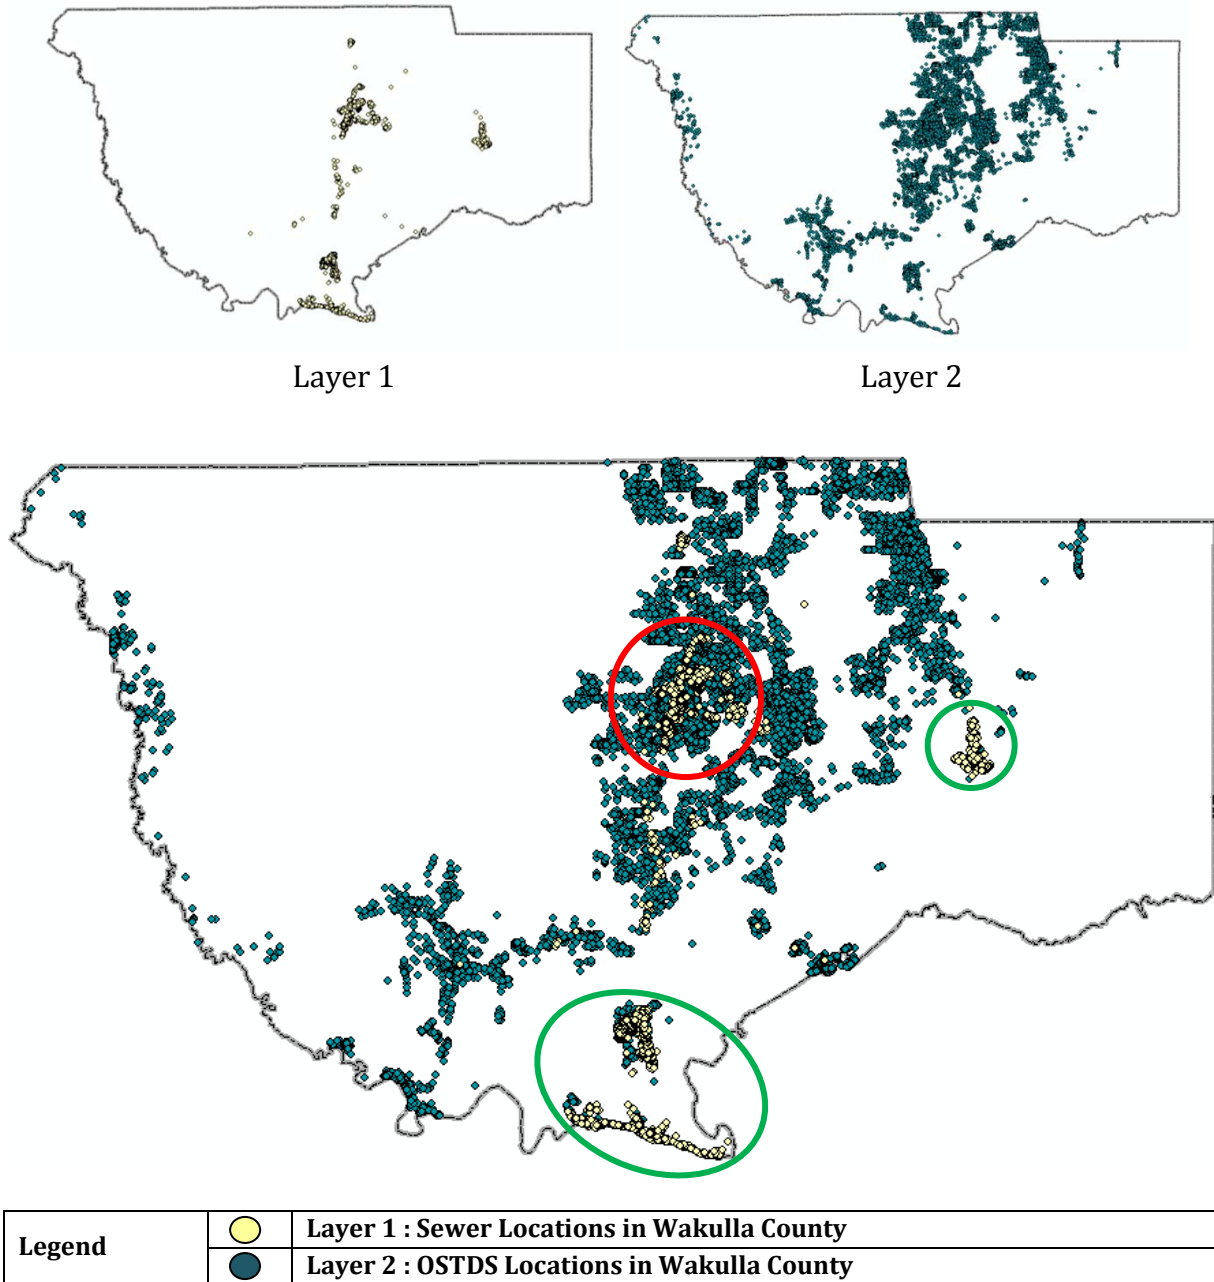 Layer 1
Layer 2
Legend
Layer 1 : Sewer Locations in Wakulla County
Layer 2 : OSTDS Locations in Wakulla County